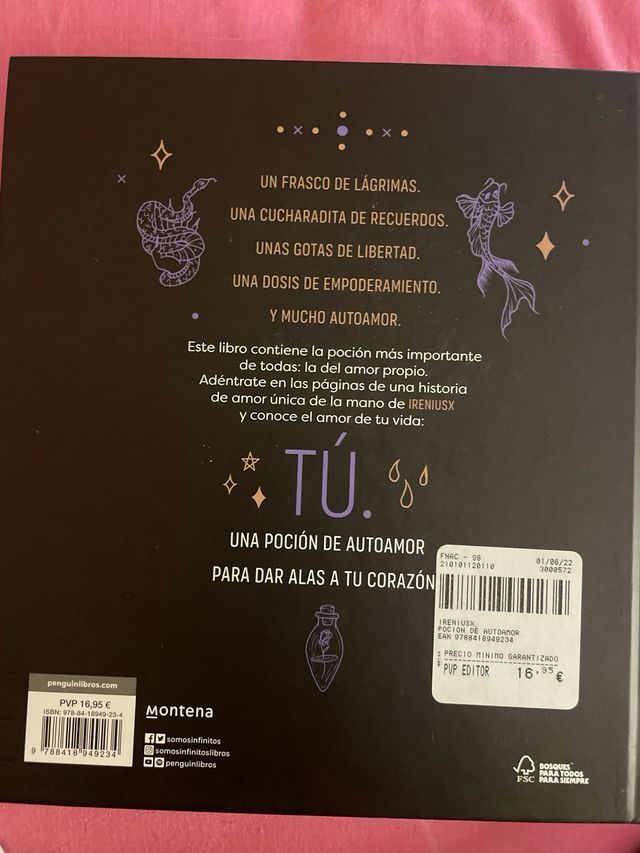 UN FRASCO DE LÁGRIMAS.
UNA CUCHARADITA DE RECUERDOS.
UNAS GOTAS DE LIBERTAD.
UNA DOSIS DE EMPODERAMIENTO.
Y MUCHO AUTOAMOR.
Este libro contiene la poción más importante
de todas: la del amor propio.
Adéntrate en las páginas de una historia
de amor única de la mano de IRENIUSX
y conoce el amor de tu vida:
TÚ.
UNA POCIÓN DE AUTOAMOR
PARA DAR ALAS A TU CORAZÓN
FNAC - 98 01/06/22
210101120110 3000572
IRENIUSX.
POCION DE AUTOAMOR
EAN 9788418949234
PRECIO MINIMO GARANTIZADO
PVP EDITOR 16,95 €
penguinlibros.com
PVP 16,95 €
ISBN: 978-84-18949-23-4
9 788418 949234
montena
somosinfinitos
somosinfinitoslibros
penguinlibros
FSC
BOSQUES
PARA TODOS
PARA SIEMPRE